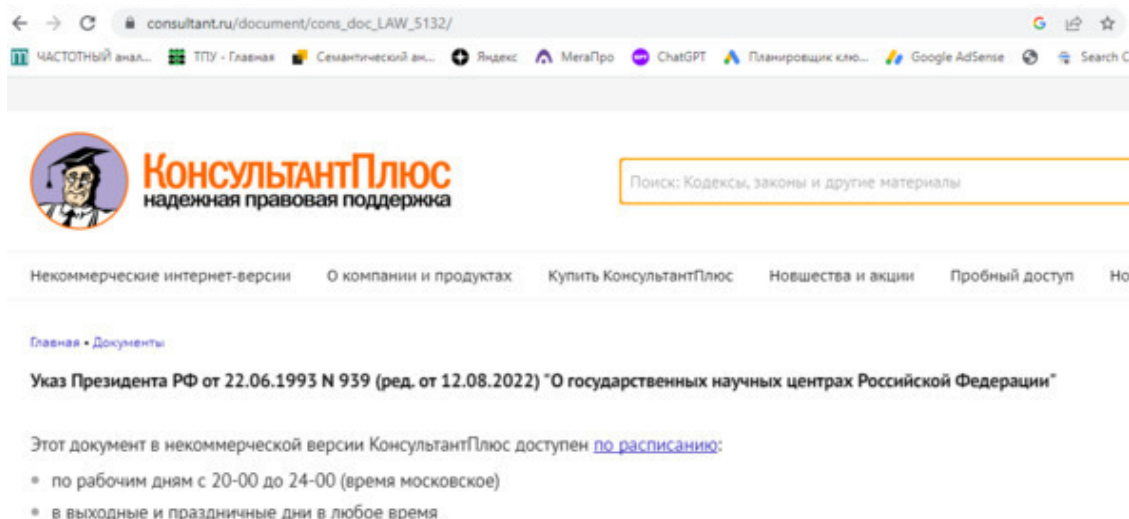 consultant.ru/document/cons_doc_LAW_5132/
ЧАСТОТНЫЙ анал... ТПУ - Главная Семантический ан... Яндекс МегаПро ChatGPT Планировщик клю... Google AdSense Search C
КонсультантПлюс
надежная правовая поддержка
Поиск: Кодексы, законы и другие материалы
Некоммерческие интернет-версии О компании и продуктах Купить КонсультантПлюс Новшества и акции Пробный доступ Но
Главная • Документы
Указ Президента РФ от 22.06.1993 N 939 (ред. от 12.08.2022) "О государственных научных центрах Российской Федерации"
Этот документ в некоммерческой версии КонсультантПлюс доступен по расписанию:
• по рабочим дням с 20-00 до 24-00 (время московское)
• в выходные и праздничные дни в любое время